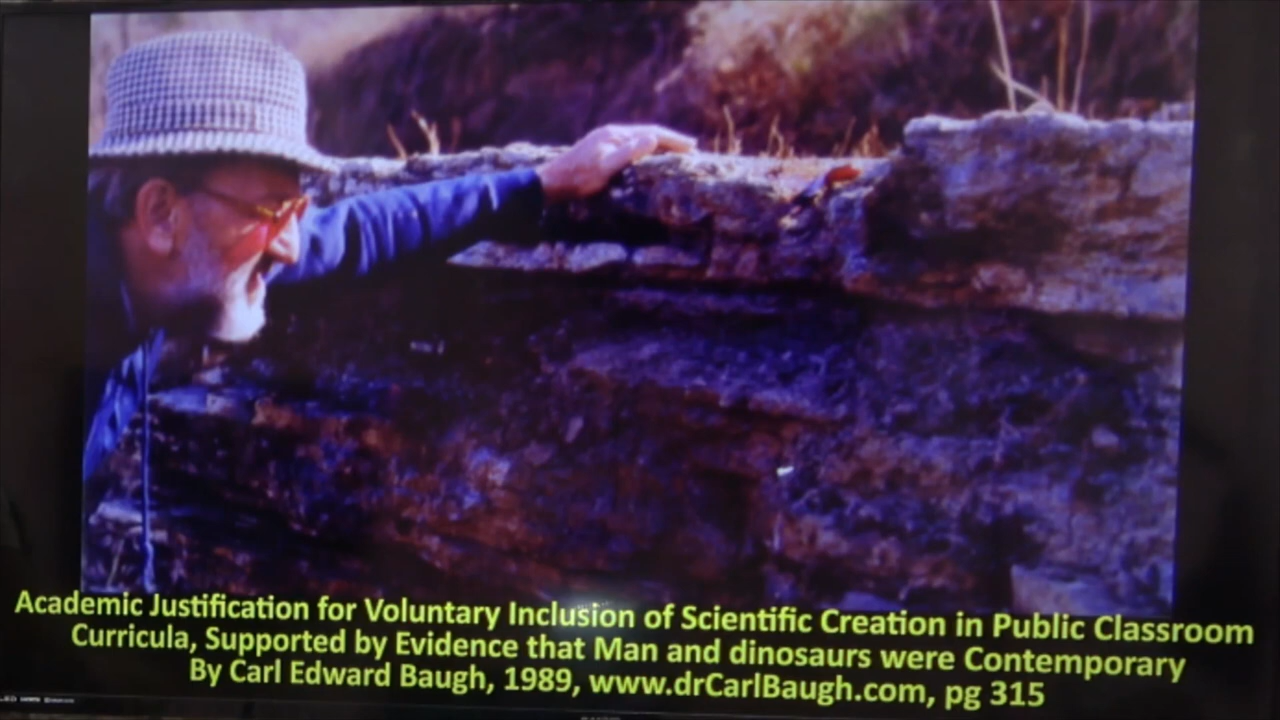 Academic Justification for Voluntary Inclusion of Scientific Creation in Public Classroom
Curricula, Supported by Evidence that Man and dinosaurs were Contemporary
By Carl Edward Baugh, 1989, www.drCarlBaugh.com, pg 315